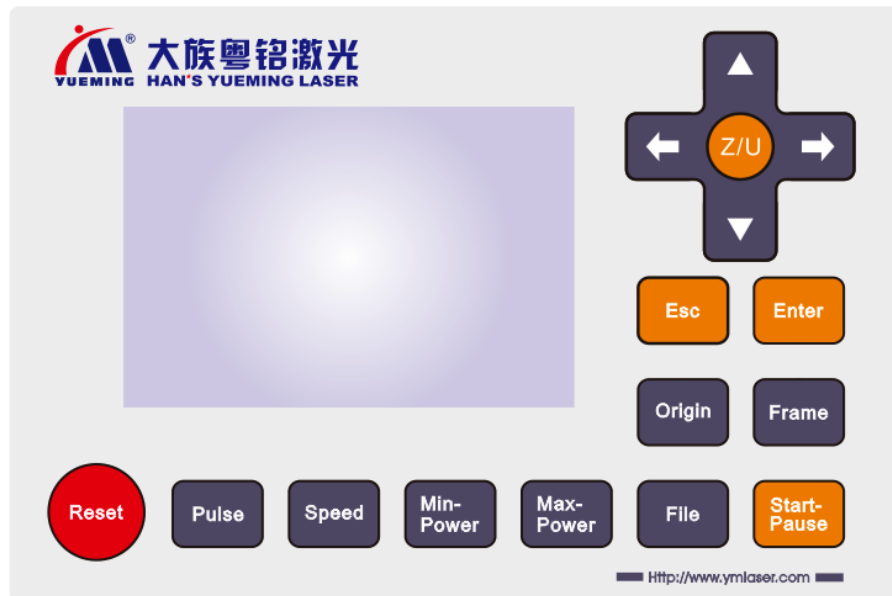 大族粤铭激光
YUEMING HAN'S YUEMING LASER
®
Z/U
Esc Enter
Origin Frame
Reset Pulse Speed Min-Power Max-Power File Start-Pause
Http://www.ymlaser.com